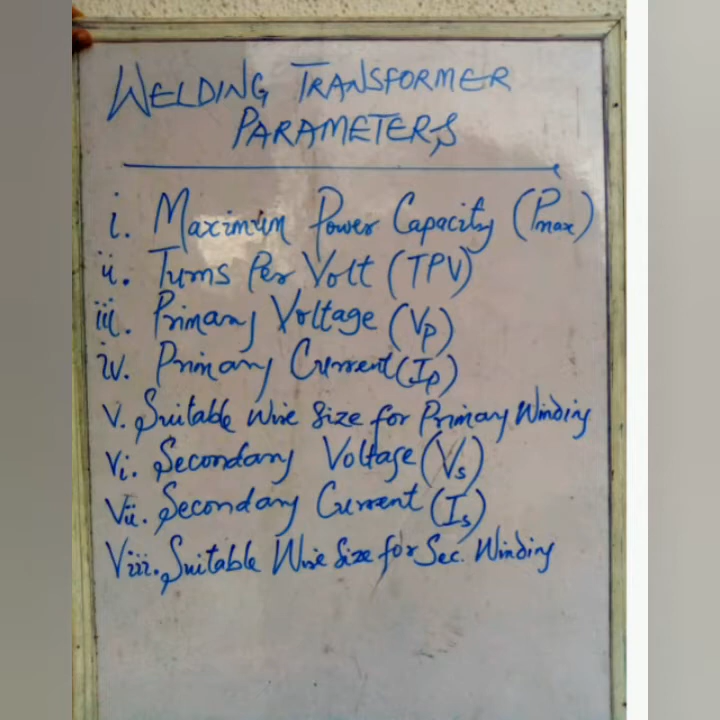 WELDING TRANSFORMER
PARAMETERS
i. Maximum Power Capacity (Pmax)
ii. Turns Per Volt (TPV)
iii. Primary Voltage (Vp)
iv. Primary Current (Ip)
v. Suitable Wire Size for Primary Winding
vi. Secondary Voltage (Vs)
vii. Secondary Current (Is)
viii. Suitable Wire Size for Sec. Winding